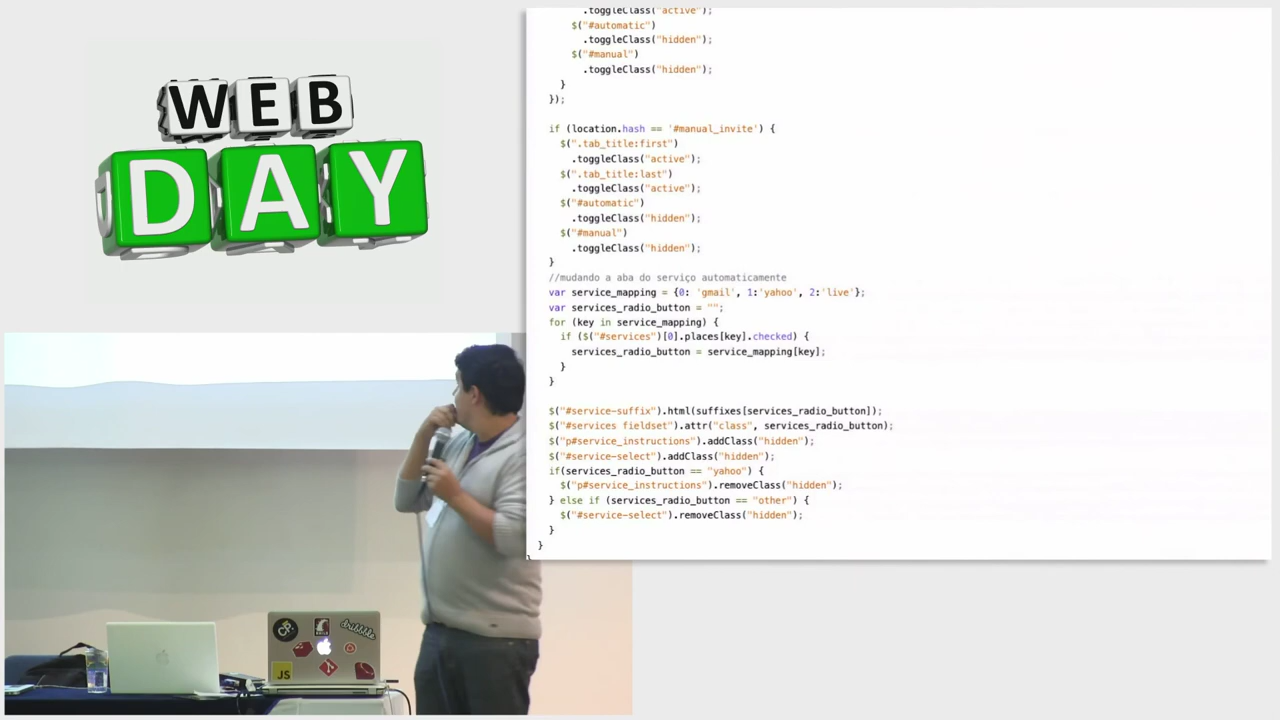 WEB
DAY
.toggleClass("active");
$("#automatic")
.toggleClass("hidden");
$("#manual")
.toggleClass("hidden");
}
});
if (location.hash == '#manual_invite') {
$(".tab_title:first")
.toggleClass("active");
$(".tab_title:last")
.toggleClass("active");
$("#automatic")
.toggleClass("hidden");
$("#manual")
.toggleClass("hidden");
}
//mudando a aba do serviço automaticamente
var service_mapping = {0: 'gmail', 1:'yahoo', 2:'live'};
var services_radio_button = "";
for (key in service_mapping) {
if ($("#services")[0].places[key].checked) {
services_radio_button = service_mapping[key];
}
}
$("#service-suffix").html(suffixes[services_radio_button]);
$("#services fieldset").attr("class", services_radio_button);
$("p#service_instructions").addClass("hidden");
$("#service-select").addClass("hidden");
if(services_radio_button == "yahoo") {
$("p#service_instructions").removeClass("hidden");
} else if (services_radio_button == "other") {
$("#service-select").removeClass("hidden");
}
}
dribbble
JS